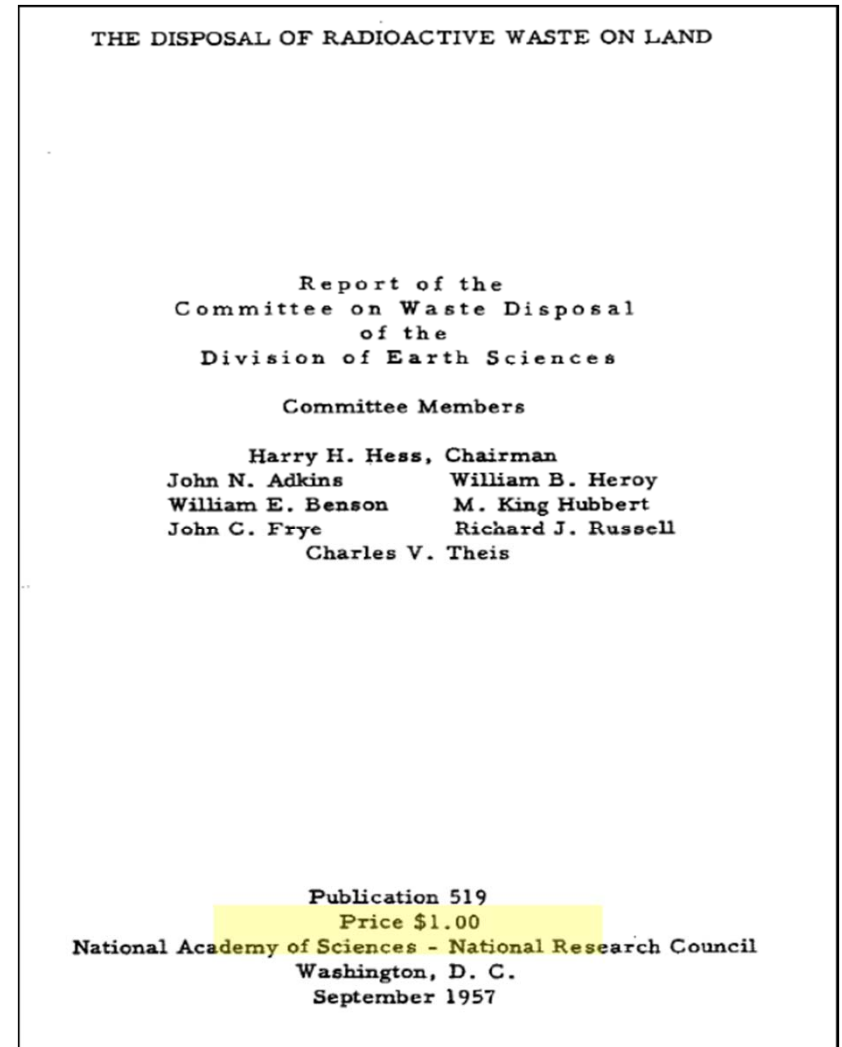 THE DISPOSAL OF RADIOACTIVE WASTE ON LAND
Report of the
Committee on Waste Disposal
of the
Division of Earth Sciences
Committee Members
Harry H. Hess, Chairman
John N. Adkins William B. Heroy
William E. Benson M. King Hubbert
John C. Frye Richard J. Russell
Charles V. Theis
Publication 519
Price $1.00
National Academy of Sciences - National Research Council
Washington, D. C.
September 1957